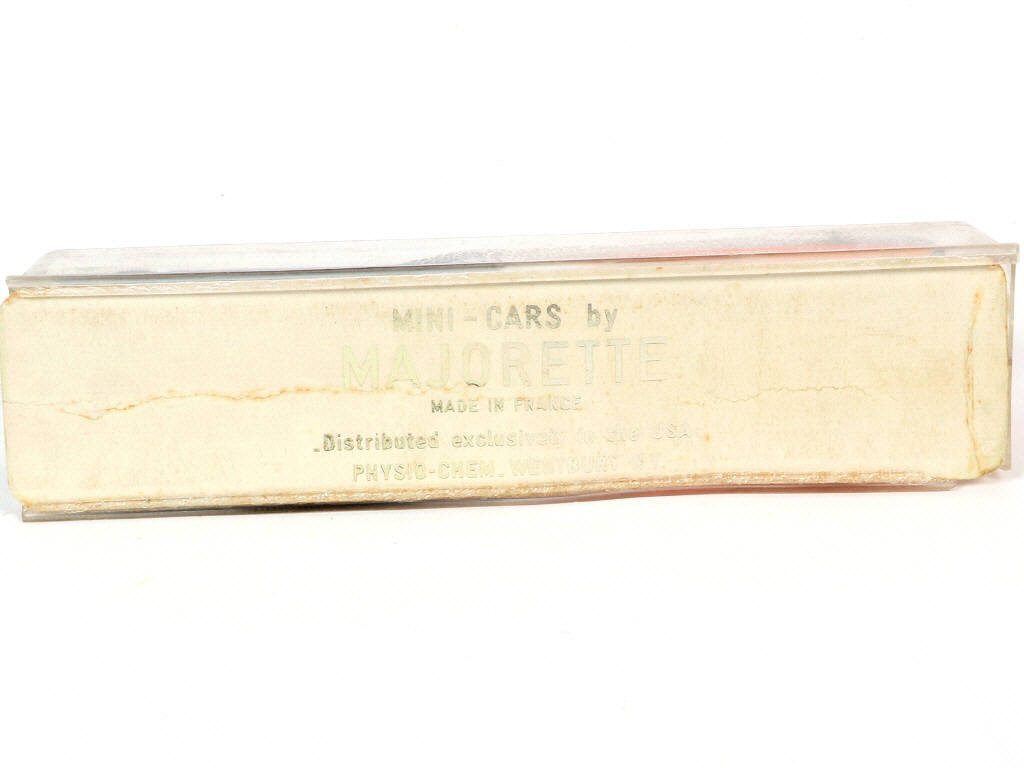 MINI-CARS by
MAJORETTE
MADE IN FRANCE
Distributed exclusively in the USA
PHYSIO-CHEM. WESTBURY